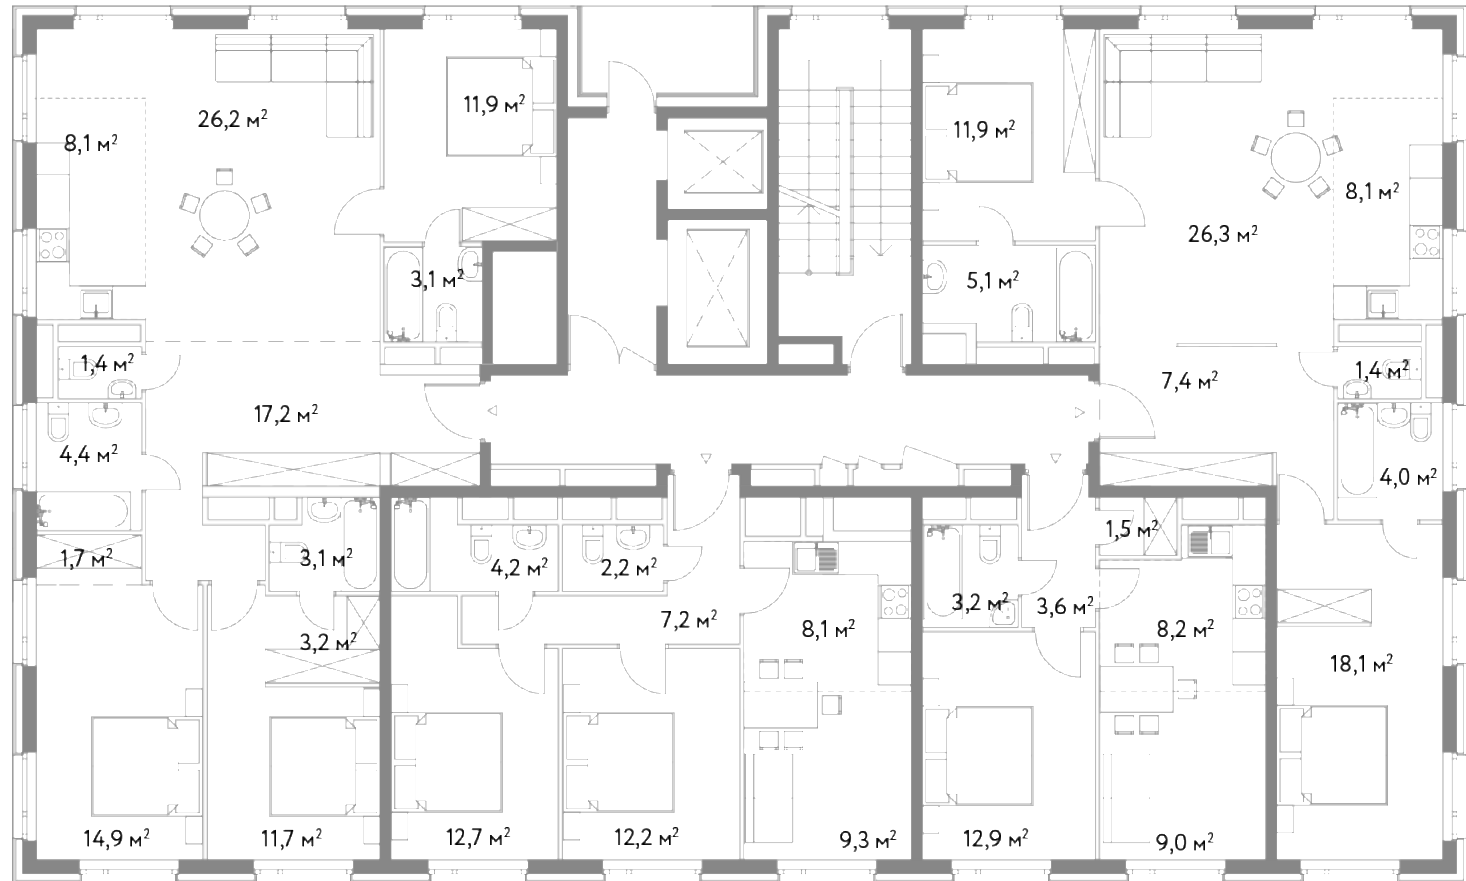 26,2 м²
11,9 м²
8,1 м²
3,1 м²
1,4 м²
17,2 м²
4,4 м²
1,7 м²
3,1 м²
3,2 м²
14,9 м²
11,7 м²
4,2 м²
2,2 м²
7,2 м²
8,1 м²
12,7 м²
12,2 м²
9,3 м²
11,9 м²
8,1 м²
26,3 м²
5,1 м²
7,4 м²
1,4 м²
4,0 м²
1,5 м²
3,2 м²
3,6 м²
8,2 м²
18,1 м²
12,9 м²
9,0 м²